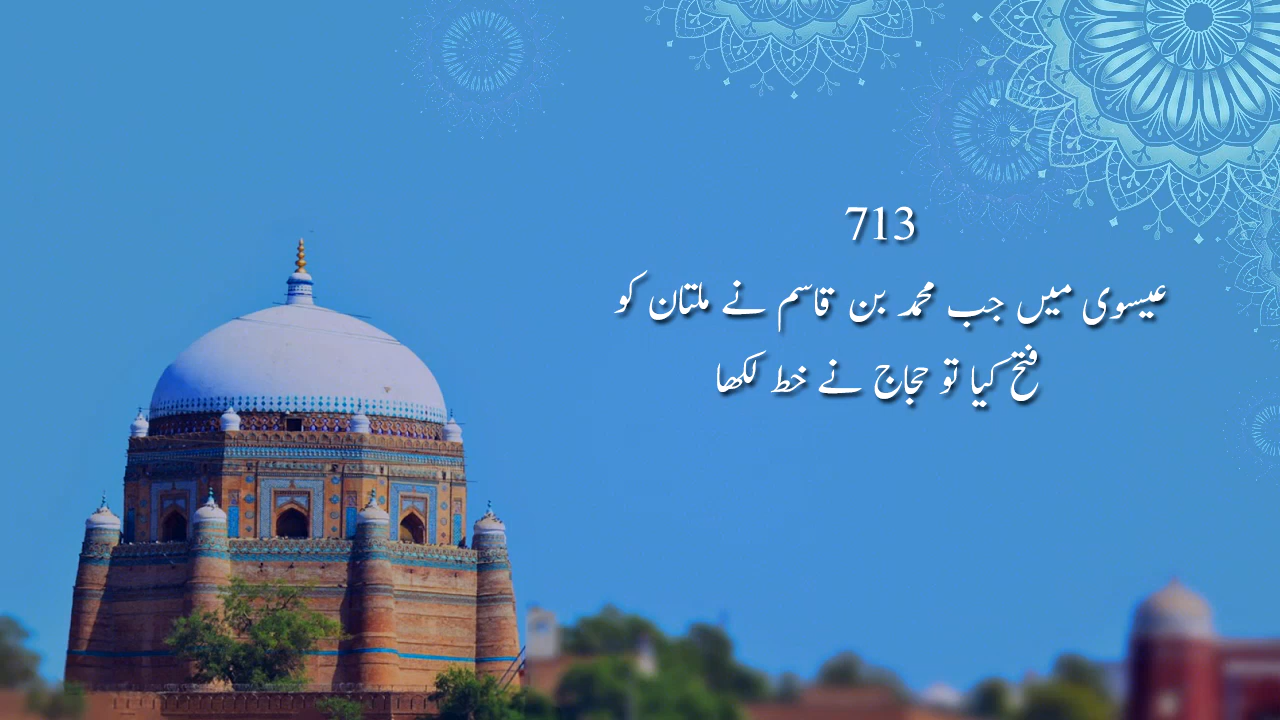 713
عیسوی میں جب محمد بن قاسم نے ملتان کو
فتح کیا تو حجاج نے خط لکھا